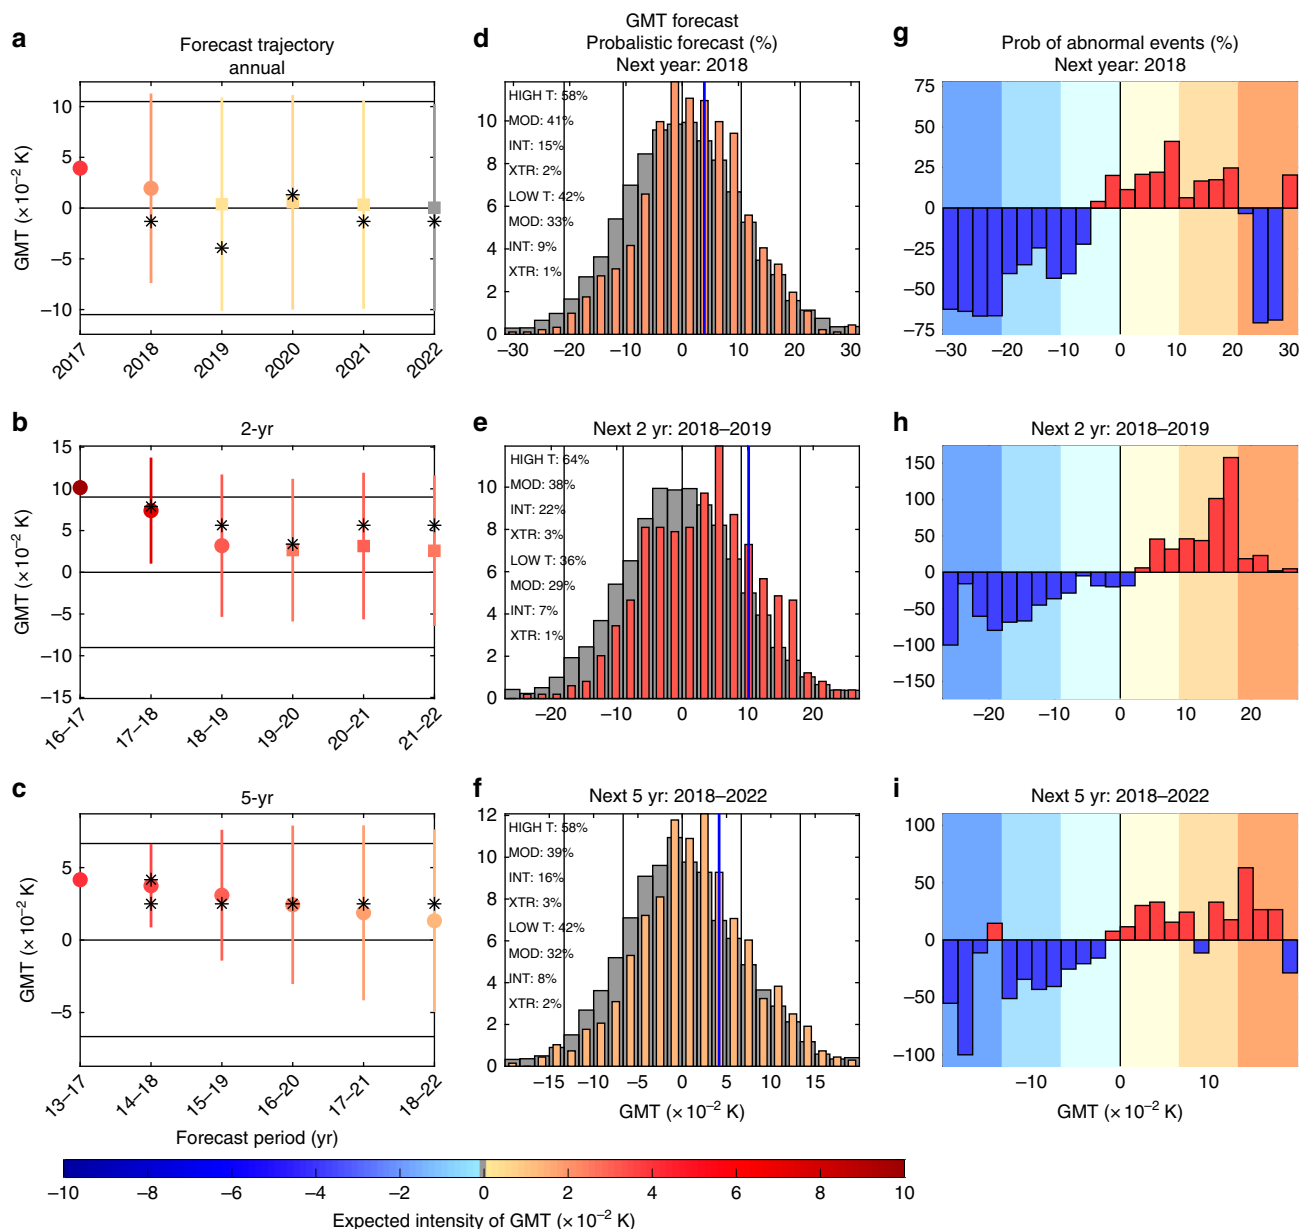 a
Forecast trajectory
annual
GMT (×10⁻² K)
10
5
0
−5
−10
2017
2018
2019
2020
2021
2022
d
GMT forecast
Probalistic forecast (%)
Next year: 2018
HIGH T: 58%
MOD: 41%
INT: 15%
XTR: 2%
LOW T: 42%
MOD: 33%
INT: 9%
XTR: 1%
10
8
6
4
2
0
−30
−20
−10
0
10
20
30
g
Prob of abnormal events (%)
Next year: 2018
75
50
25
0
−25
−50
−75
−30
−20
−10
0
10
20
30
b
2-yr
GMT (×10⁻² K)
15
10
5
0
−5
−10
−15
16–17
17–18
18–19
19–20
20–21
21–22
e
Next 2 yr: 2018–2019
HIGH T: 64%
MOD: 38%
INT: 22%
XTR: 3%
LOW T: 36%
MOD: 29%
INT: 7%
XTR: 1%
10
8
6
4
2
0
−20
−10
0
10
20
h
Next 2 yr: 2018–2019
150
100
50
0
−50
−100
−150
−20
−10
0
10
20
c
5-yr
GMT (×10⁻² K)
5
0
−5
13–17
14–18
15–19
16–20
17–21
18–22
Forecast period (yr)
f
Next 5 yr: 2018–2022
HIGH T: 58%
MOD: 39%
INT: 16%
XTR: 3%
LOW T: 42%
MOD: 32%
INT: 8%
XTR: 2%
12
10
8
6
4
2
0
−15
−10
−5
0
5
10
15
GMT (×10⁻² K)
i
Next 5 yr: 2018–2022
100
50
0
−50
−100
−10
0
10
GMT (×10⁻² K)
−10
−8
−6
−4
−2
0
2
4
6
8
10
Expected intensity of GMT (×10⁻² K)